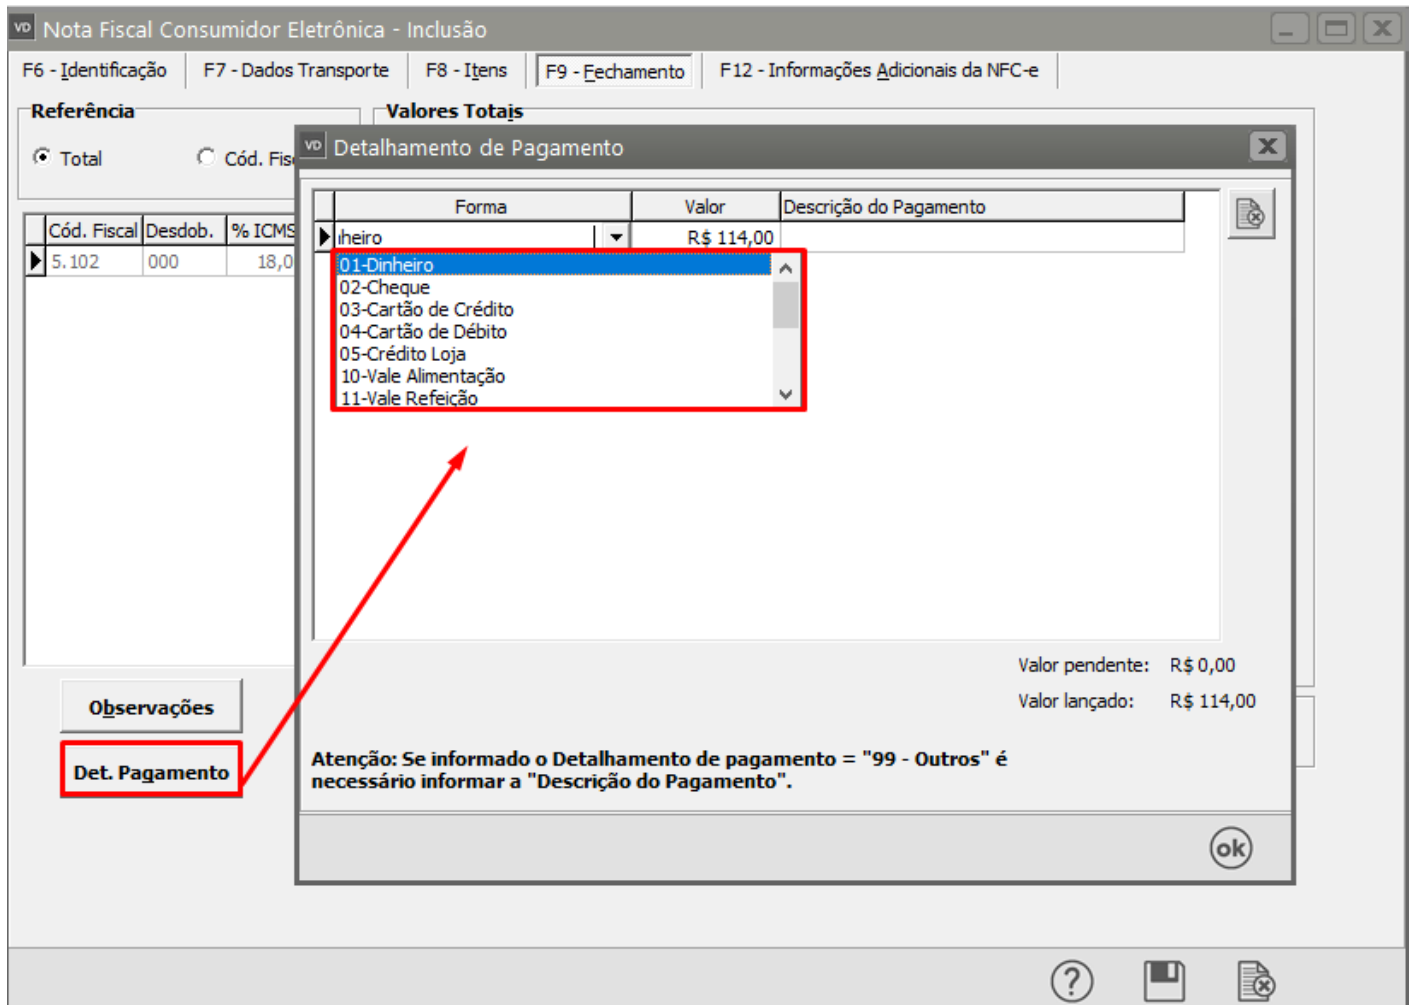 VD Nota Fiscal Consumidor Eletrônica - Inclusão
F6 - Identificação F7 - Dados Transporte F8 - Itens F9 - Fechamento F12 - Informações Adicionais da NFC-e
Referência Valores Totais
Total Cód. Fis
VD Detalhamento de Pagamento
Forma Valor Descrição do Pagamento
heiro R$ 114,00
Cód. Fiscal Desdob. % ICMS
5.102 000 18,0
01-Dinheiro
02-Cheque
03-Cartão de Crédito
04-Cartão de Débito
05-Crédito Loja
10-Vale Alimentação
11-Vale Refeição
Valor pendente: R$ 0,00
Valor lançado: R$ 114,00
Observações
Det. Pagamento
Atenção: Se informado o Detalhamento de pagamento = "99 - Outros" é
necessário informar a "Descrição do Pagamento".
ok
?